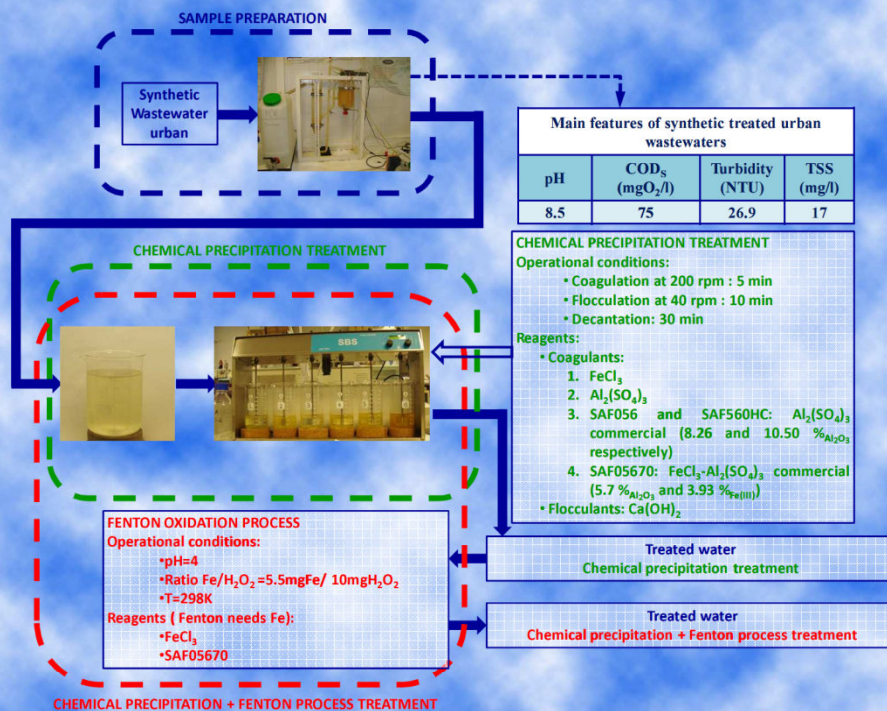 SAMPLE PREPARATION
Synthetic
Wastewater
urban
Main features of synthetic treated urban
wastewaters
pH
COD_S
(mgO₂/l)
Turbidity
(NTU)
TSS
(mg/l)
8.5
75
26.9
17
CHEMICAL PRECIPITATION TREATMENT
SBS
CHEMICAL PRECIPITATION TREATMENT
Operational conditions:
• Coagulation at 200 rpm : 5 min
• Flocculation at 40 rpm : 10 min
• Decantation: 30 min
Reagents:
• Coagulants:
1. FeCl₃
2. Al₂(SO₄)₃
3. SAF056 and SAF560HC: Al₂(SO₄)₃
commercial (8.26 and 10.50 %Al₂O₃
respectively)
4. SAF05670: FeCl₃-Al₂(SO₄)₃ commercial
(5.7 %Al₂O₃ and 3.93 %Fe(III))
• Flocculants: Ca(OH)₂
FENTON OXIDATION PROCESS
Operational conditions:
•pH=4
•Ratio Fe/H₂O₂ =5.5mgFe/ 10mgH₂O₂
•T=298K
Reagents ( Fenton needs Fe):
•FeCl₃
•SAF05670
Treated water
Chemical precipitation treatment
Treated water
Chemical precipitation + Fenton process treatment
CHEMICAL PRECIPITATION + FENTON PROCESS TREATMENT